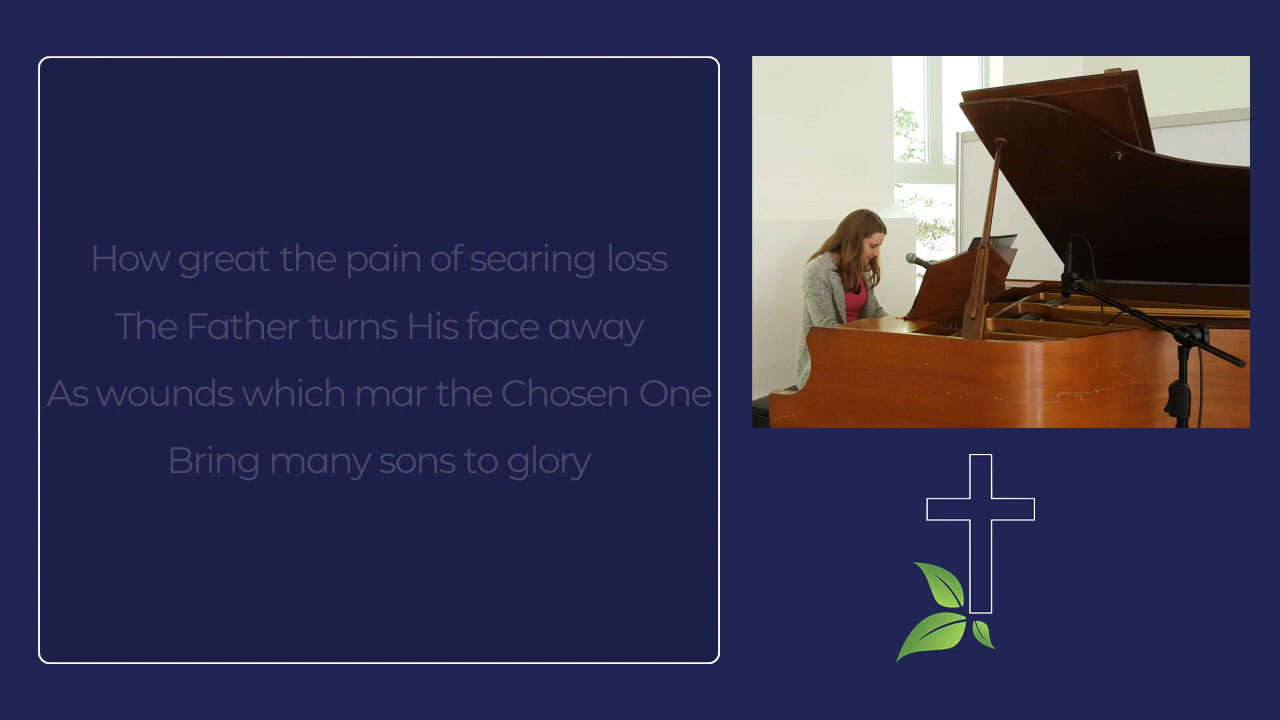 How great the pain of searing loss
The Father turns His face away
As wounds which mar the Chosen One
Bring many sons to glory